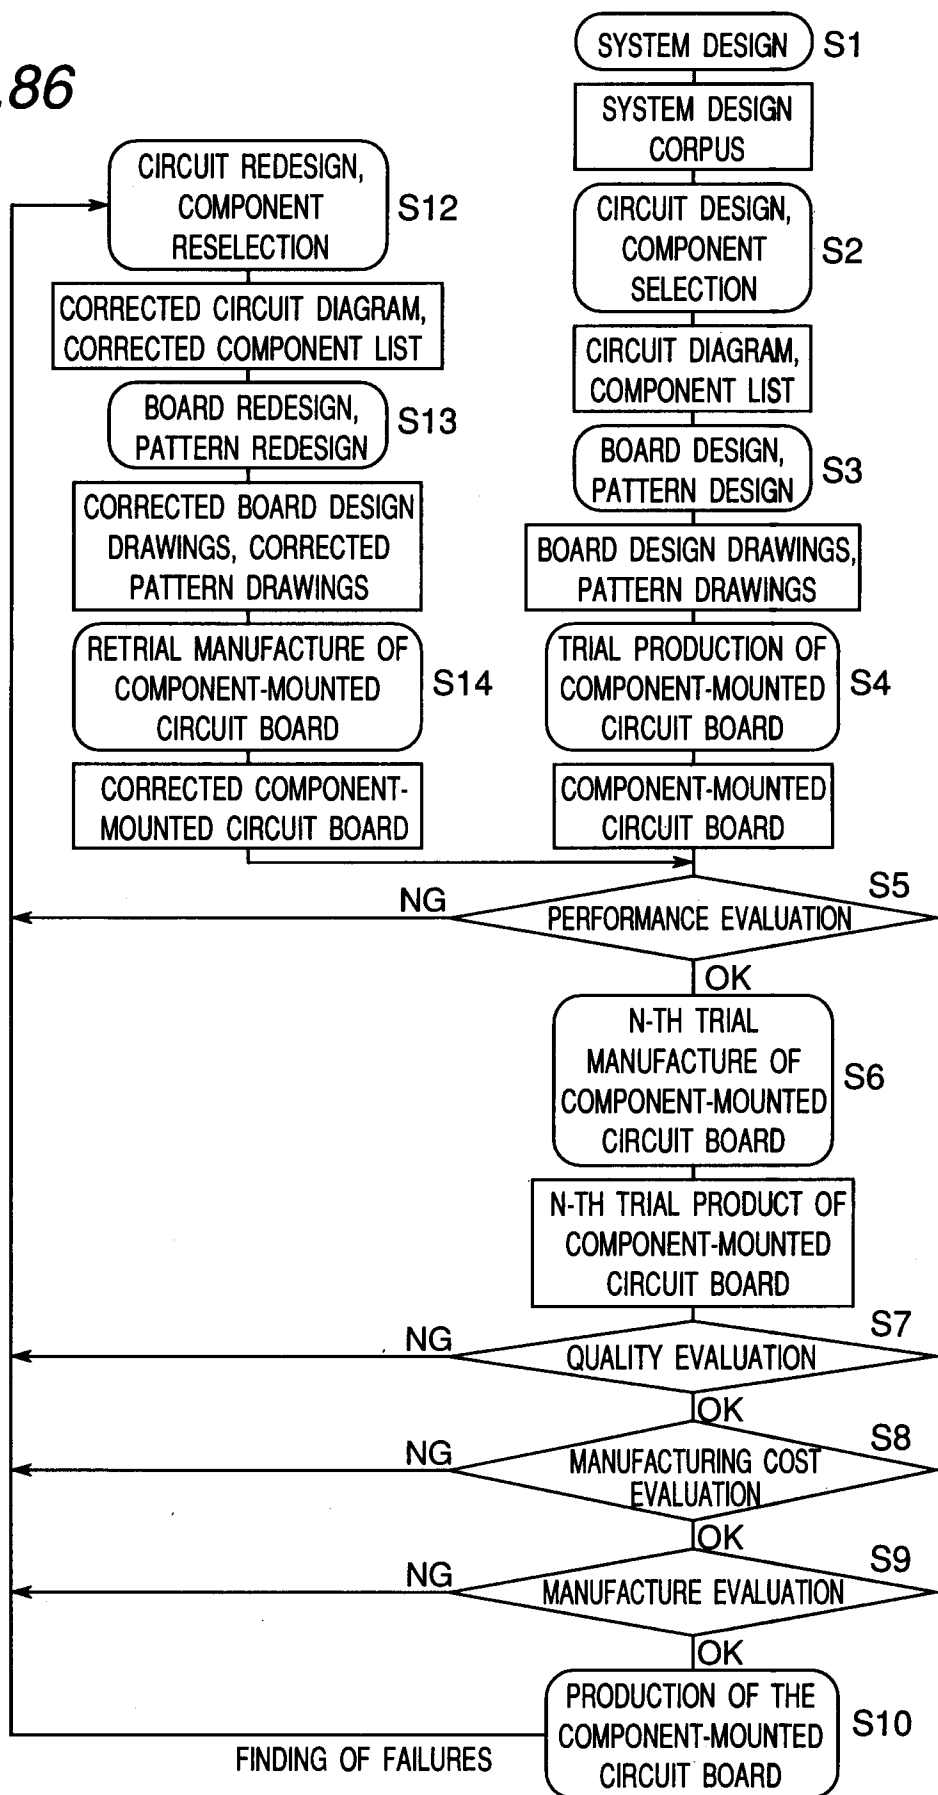 .86
SYSTEM DESIGN
S1
SYSTEM DESIGN
CORPUS
CIRCUIT DESIGN,
COMPONENT
SELECTION
S2
CIRCUIT DIAGRAM,
COMPONENT LIST
BOARD DESIGN,
PATTERN DESIGN
S3
BOARD DESIGN DRAWINGS,
PATTERN DRAWINGS
TRIAL PRODUCTION OF
COMPONENT-MOUNTED
CIRCUIT BOARD
S4
COMPONENT-MOUNTED
CIRCUIT BOARD
CIRCUIT REDESIGN,
COMPONENT
RESELECTION
S12
CORRECTED CIRCUIT DIAGRAM,
CORRECTED COMPONENT LIST
BOARD REDESIGN,
PATTERN REDESIGN
S13
CORRECTED BOARD DESIGN
DRAWINGS, CORRECTED
PATTERN DRAWINGS
RETRIAL MANUFACTURE OF
COMPONENT-MOUNTED
CIRCUIT BOARD
S14
CORRECTED COMPONENT-
MOUNTED CIRCUIT BOARD
S5
NG
PERFORMANCE EVALUATION
OK
N-TH TRIAL
MANUFACTURE OF
COMPONENT-MOUNTED
CIRCUIT BOARD
S6
N-TH TRIAL PRODUCT OF
COMPONENT-MOUNTED
CIRCUIT BOARD
S7
NG
QUALITY EVALUATION
OK
S8
NG
MANUFACTURING COST
EVALUATION
OK
S9
NG
MANUFACTURE EVALUATION
OK
PRODUCTION OF THE
COMPONENT-MOUNTED
CIRCUIT BOARD
S10
FINDING OF FAILURES